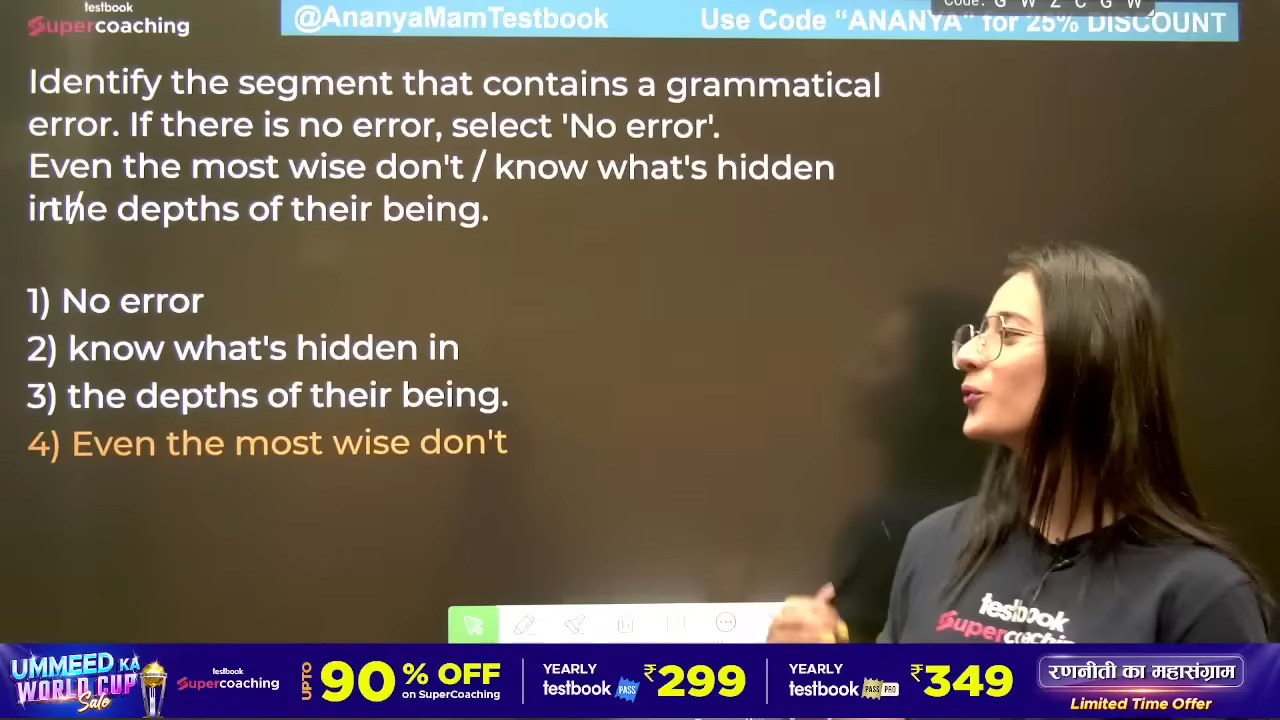 testbook
Supercoaching
@AnanyaMamTestbook
Use Code “ANANYA” for 25% DISCOUNT
Code: G W Z C G W
Identify the segment that contains a grammatical
error. If there is no error, select 'No error'.
Even the most wise don't / know what's hidden
in/the depths of their being.
1) No error
2) know what's hidden in
3) the depths of their being.
4) Even the most wise don't
testbook
Supercoaching
UMMEED KA
WORLD CUP
Sale
testbook
Supercoaching
UPTO
90% OFF
on SuperCoaching
YEARLY
testbook PASS
₹299
YEARLY
testbook PASS PRO
₹349
रणनीती का महासंग्राम
Limited Time Offer